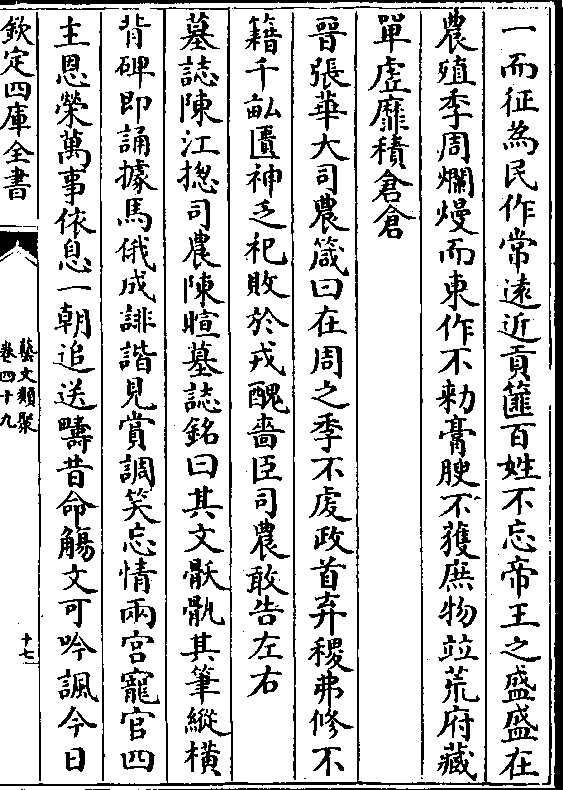 一而征為民作常遠近貢篚百姓不忘帝王之盛盛在
農殖季周爛熳而東作不勑膏腴不獲庶物竝荒府藏
單虛靡積倉倉
晉張華大司農箴曰在周之季不虔政首弃稷弗修不
籍千畝匱神乏祀敗於戎醜嗇臣司農敢告左右
墓誌陳江揔司農陳暄墓誌銘曰其文骩骳其筆縱橫
背碑即誦據馬俄成誹諧見賞調笑忘情兩宫寵官四
主恩榮萬事依息一朝追送疇昔命觴文可吟諷今日
欽定四庫全書
藝文類聚
卷四十九
十七